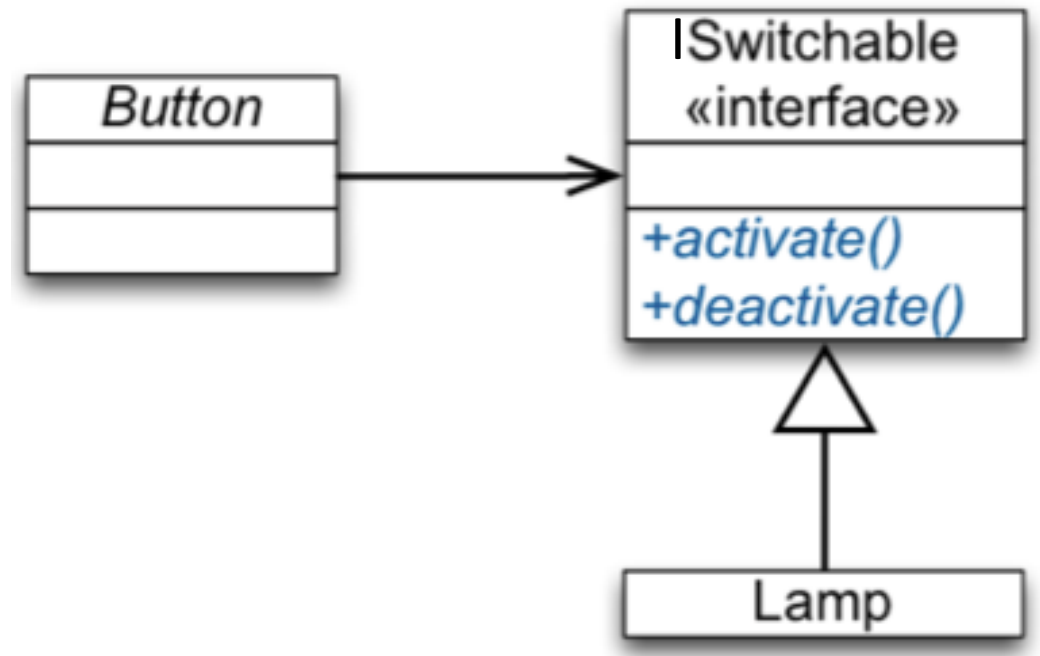 Button
ISwitchable
«interface»
+activate()
+deactivate()
Lamp